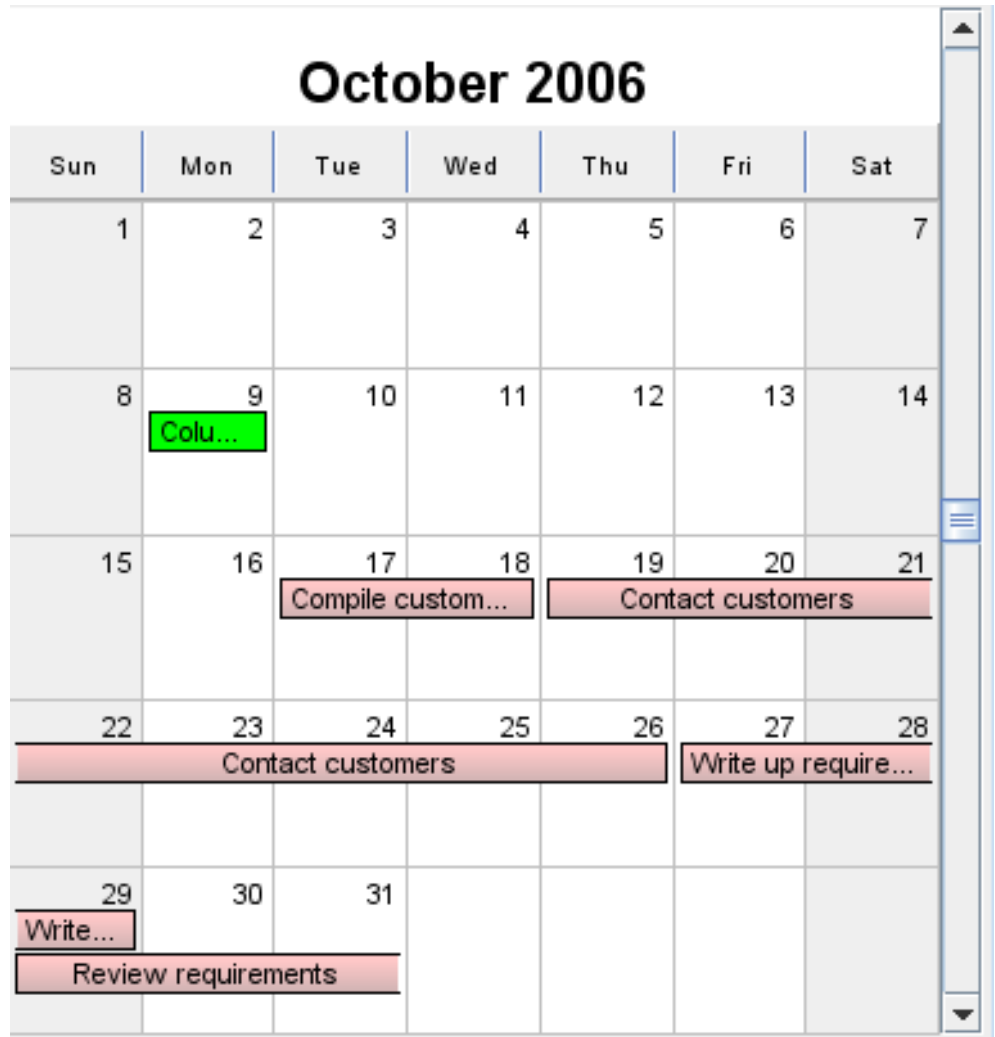 October 2006
Sun Mon Tue Wed Thu Fri Sat
1 2 3 4 5 6 7
8 9 10 11 12 13 14
Colu...
15 16 17 18 19 20 21
Compile custom... Contact customers
22 23 24 25 26 27 28
Contact customers Write up require...
29 30 31
Write...
Review requirements